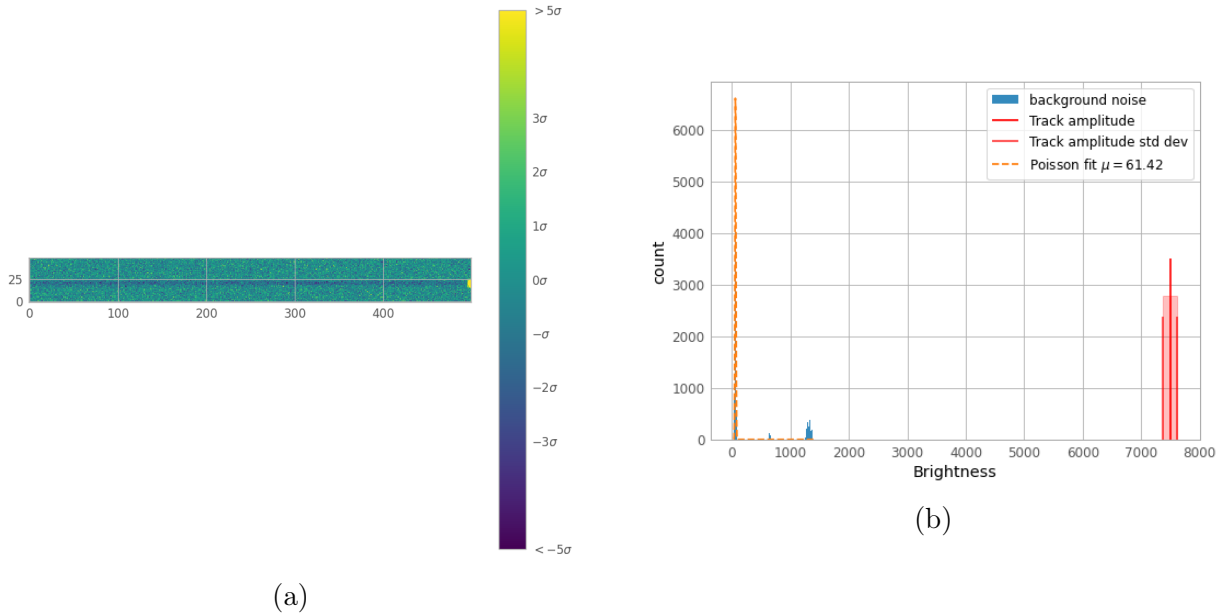 > 5σ
3σ
2σ
1σ
0σ
−σ
−2σ
−3σ
< −5σ
25
0
0 100 200 300 400
(a)
background noise
Track amplitude
Track amplitude std dev
Poisson fit μ = 61.42
count
6000
5000
4000
3000
2000
1000
0
0 1000 2000 3000 4000 5000 6000 7000 8000
Brightness
(b)